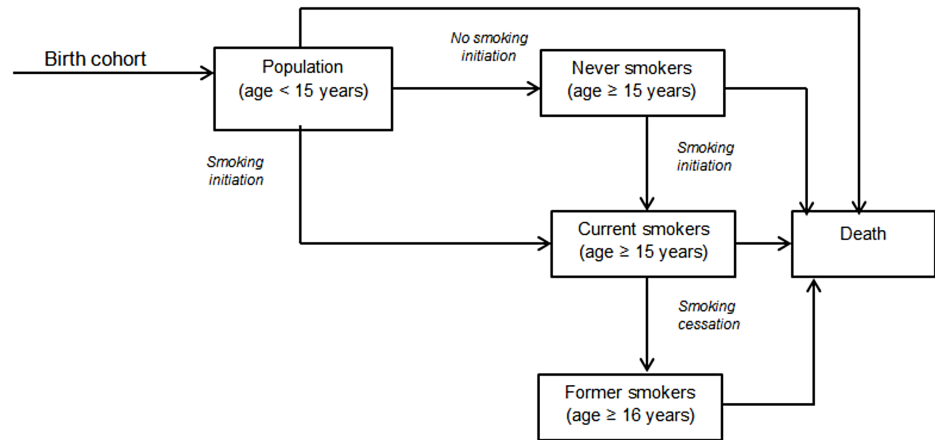 Birth cohort
Population
(age < 15 years)
No smoking
initiation
Never smokers
(age ≥ 15 years)
Smoking
initiation
Smoking
initiation
Current smokers
(age ≥ 15 years)
Death
Smoking
cessation
Former smokers
(age ≥ 16 years)